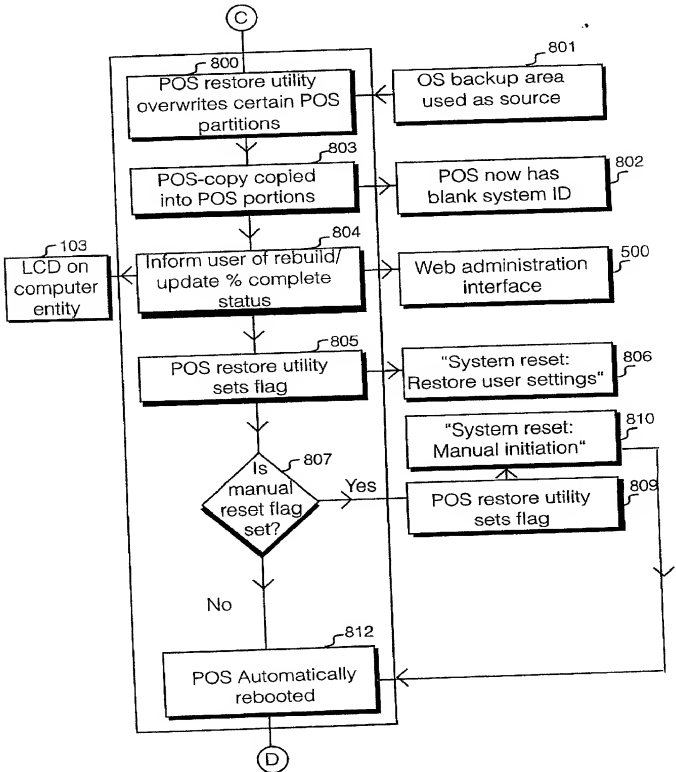 C
800
POS restore utility
overwrites certain POS
partitions
801
OS backup area
used as source
803
POS-copy copied
into POS portions
802
POS now has
blank system ID
804
Inform user of rebuild/
update % complete
status
103
LCD on
computer
entity
500
Web administration
interface
805
POS restore utility
sets flag
806
"System reset:
Restore user settings"
807
Is
manual
reset flag
set?
Yes
810
"System reset:
Manual initiation"
809
POS restore utility
sets flag
No
812
POS Automatically
rebooted
D